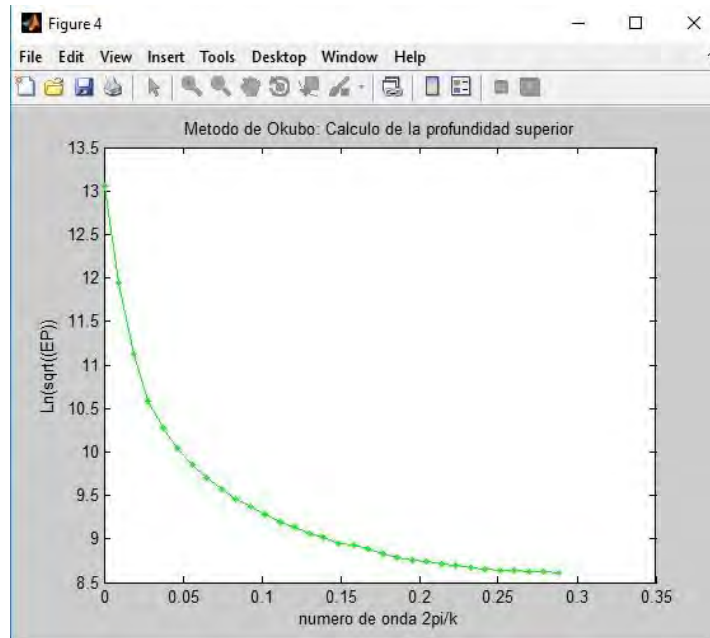 Figure 4
File Edit View Insert Tools Desktop Window Help
Metodo de Okubo: Calculo de la profundidad superior
13.5
13
12.5
12
11.5
11
10.5
10
9.5
9
8.5
Ln(sqrt((EP))
0 0.05 0.1 0.15 0.2 0.25 0.3 0.35
numero de onda 2pi/k